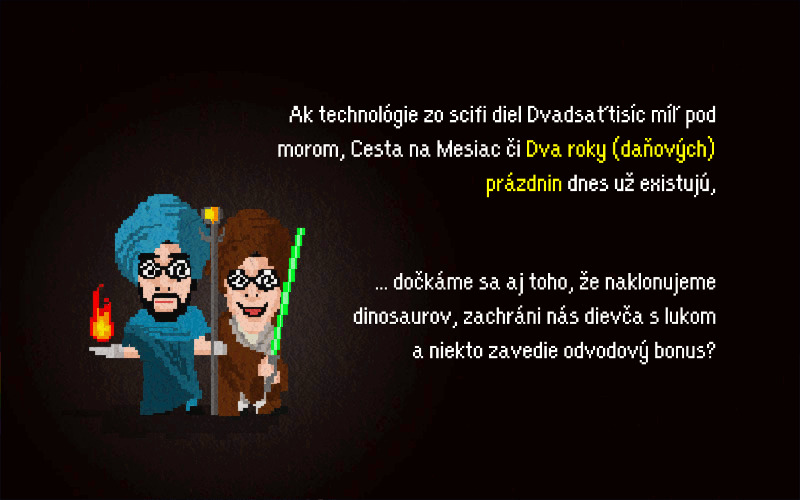 Ak technológie zo scifi diel Dvadsaťtisíc míľ pod
morom, Cesta na Mesiac či Dva roky (daňových)
prázdnin dnes už existujú,
... dočkáme sa aj toho, že naklonujeme
dinosaurov, zachráni nás dievča s lukom
a niekto zavedie odvodový bonus?